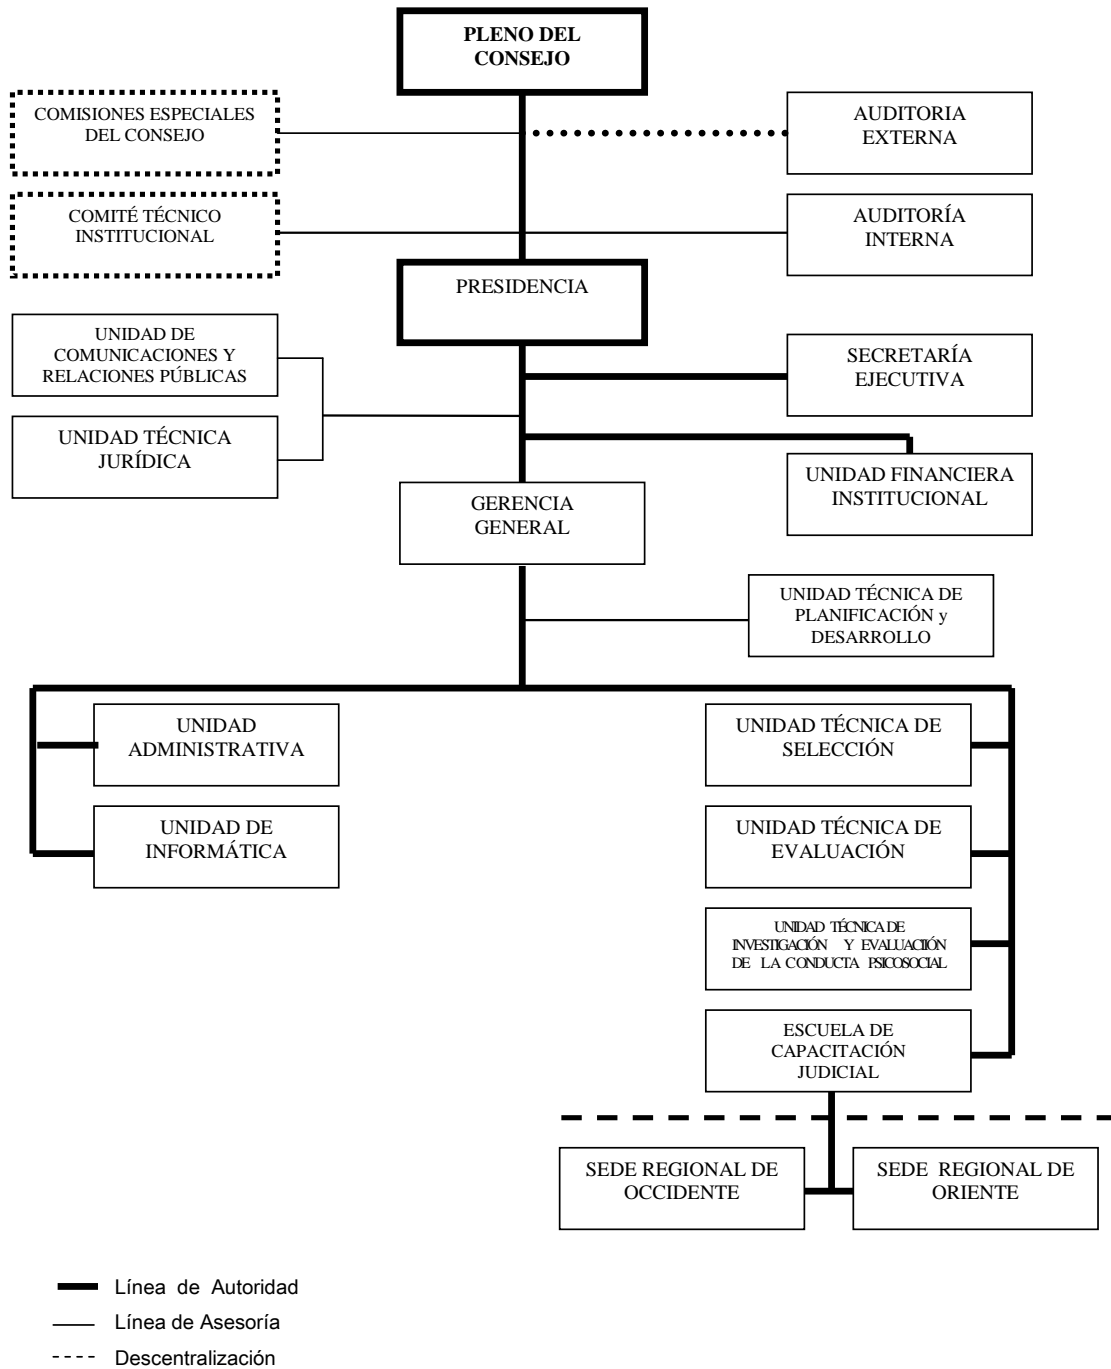 PLENO DEL
CONSEJO
COMISIONES ESPECIALES
DEL CONSEJO
AUDITORIA
EXTERNA
COMITÉ TÉCNICO
INSTITUCIONAL
AUDITORÍA
INTERNA
PRESIDENCIA
UNIDAD DE
COMUNICACIONES Y
RELACIONES PÚBLICAS
SECRETARÍA
EJECUTIVA
UNIDAD TÉCNICA
JURÍDICA
UNIDAD FINANCIERA
INSTITUCIONAL
GERENCIA
GENERAL
UNIDAD TÉCNICA DE
PLANIFICACIÓN y
DESARROLLO
UNIDAD
ADMINISTRATIVA
UNIDAD TÉCNICA DE
SELECCIÓN
UNIDAD DE
INFORMÁTICA
UNIDAD TÉCNICA DE
EVALUACIÓN
UNIDAD TÉCNICA DE
INVESTIGACIÓN Y EVALUACIÓN
DE LA CONDUCTA PSICOSOCIAL
ESCUELA DE
CAPACITACIÓN
JUDICIAL
SEDE REGIONAL DE
OCCIDENTE
SEDE REGIONAL DE
ORIENTE
Línea de Autoridad
Línea de Asesoría
Descentralización